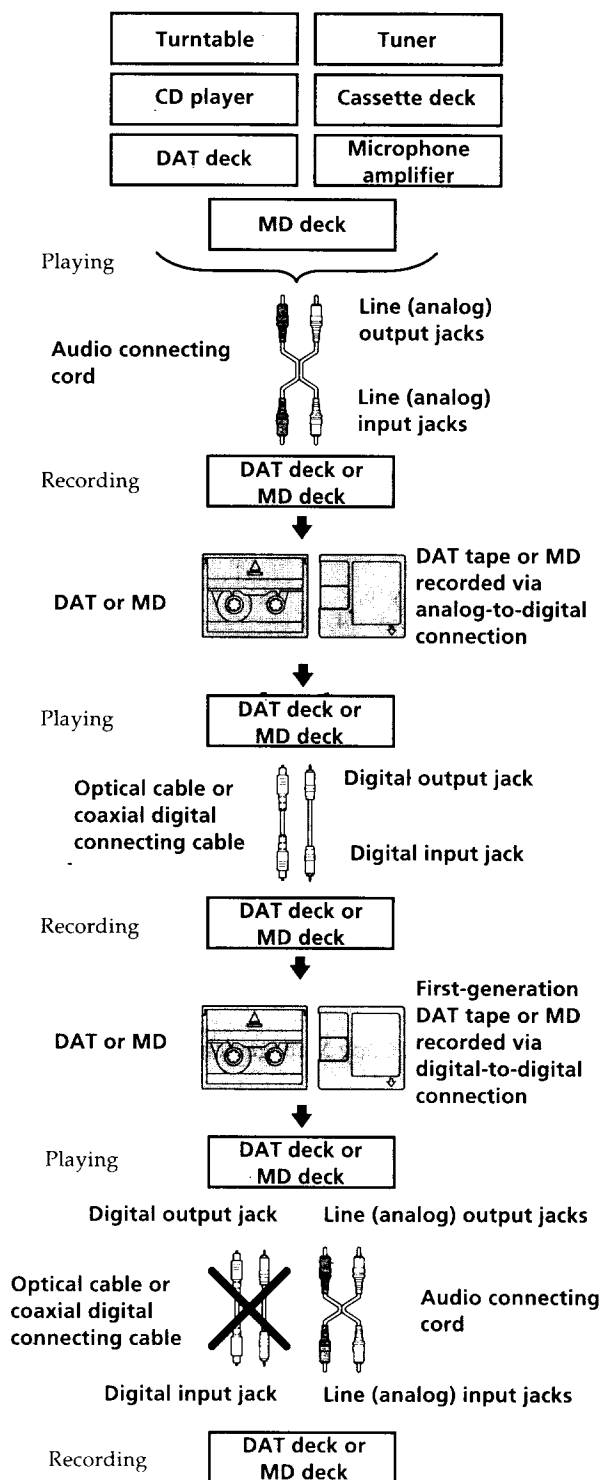 Turntable
Tuner
CD player
Cassette deck
DAT deck
Microphone
amplifier
MD deck
Playing
Line (analog)
output jacks
Audio connecting
cord
Line (analog)
input jacks
Recording
DAT deck or
MD deck
DAT or MD
DAT tape or MD
recorded via
analog-to-digital
connection
Playing
DAT deck or
MD deck
Optical cable or
coaxial digital
connecting cable
Digital output jack
Digital input jack
Recording
DAT deck or
MD deck
DAT or MD
First-generation
DAT tape or MD
recorded via
digital-to-digital
connection
Playing
DAT deck or
MD deck
Digital output jack
Line (analog) output jacks
Optical cable or
coaxial digital
connecting cable
Audio connecting
cord
Digital input jack
Line (analog) input jacks
Recording
DAT deck or
MD deck